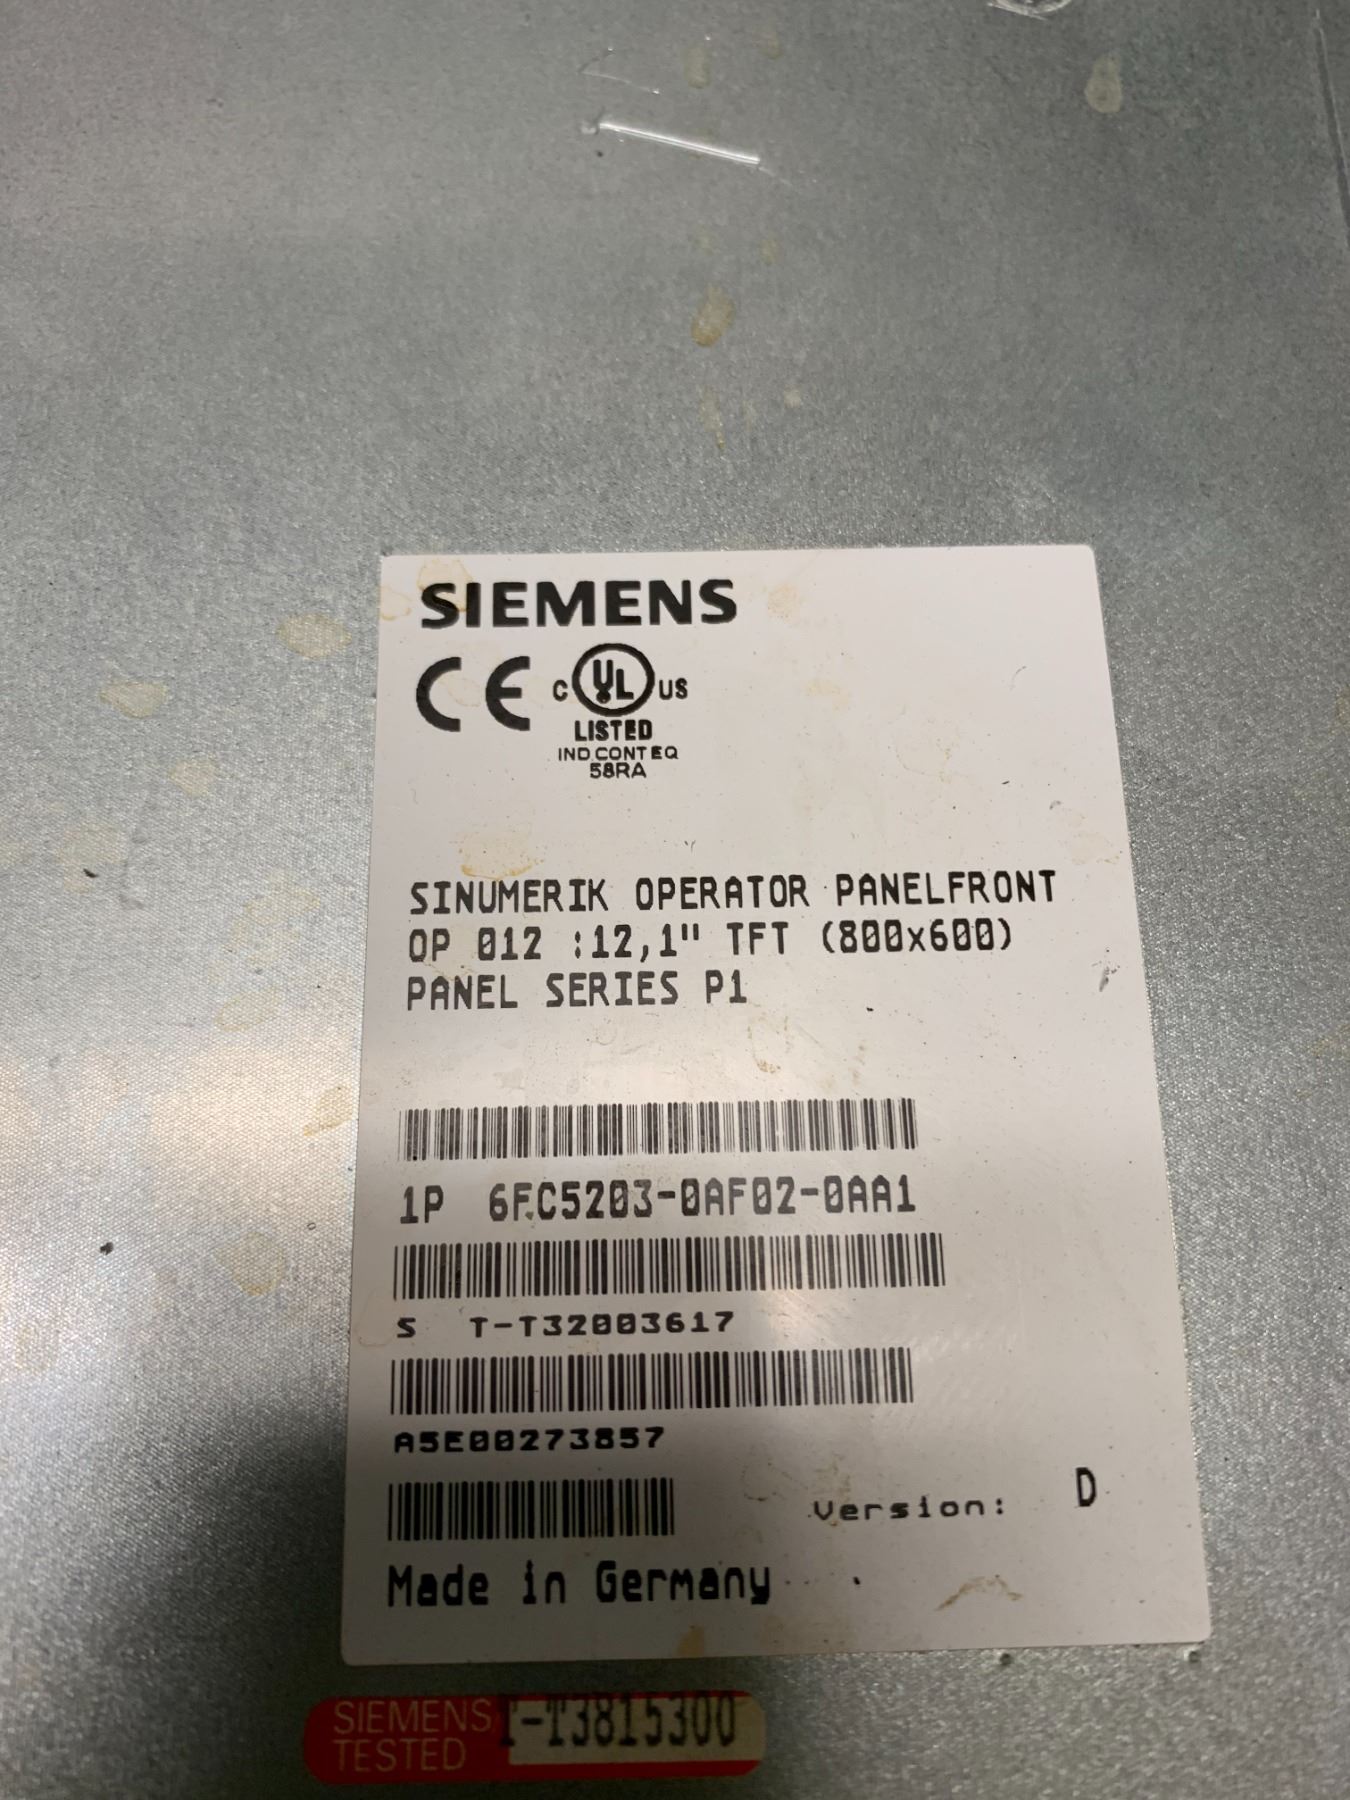 SIEMENS
CE C UL US
LISTED
IND.CONT.EQ
58RA
SINUMERIK OPERATOR PANELFRONT
OP 012 :12,1" TFT (800x600)
PANEL SERIES P1
1P 6FC5203-0AF02-0AA1
S T-T32003617
A5E00273857
Version: D
Made in Germany
SIEMENS T-T3815300
TESTED